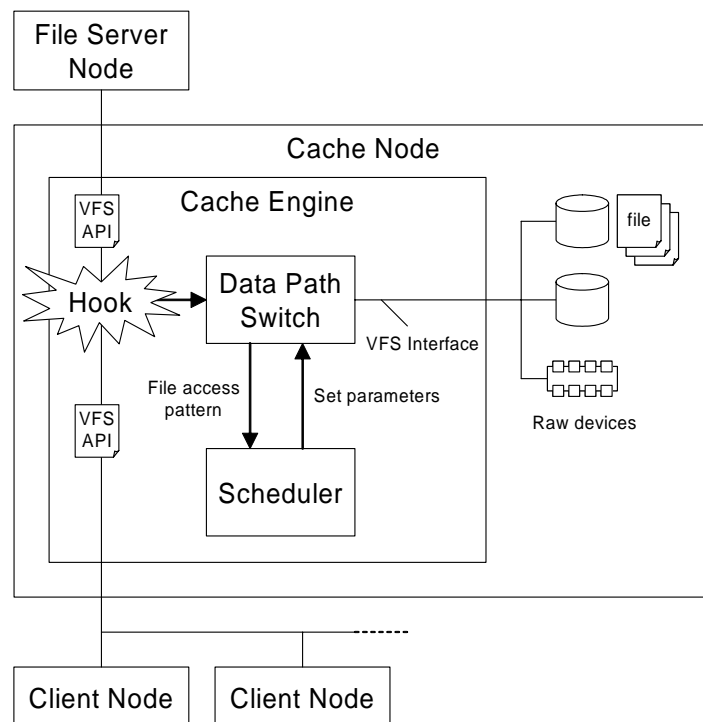 File Server
Node
Cache Node
Cache Engine
VFS
API
file
Hook
Data Path
Switch
VFS Interface
File access
pattern
Set parameters
VFS
API
Raw devices
Scheduler
Client Node
Client Node